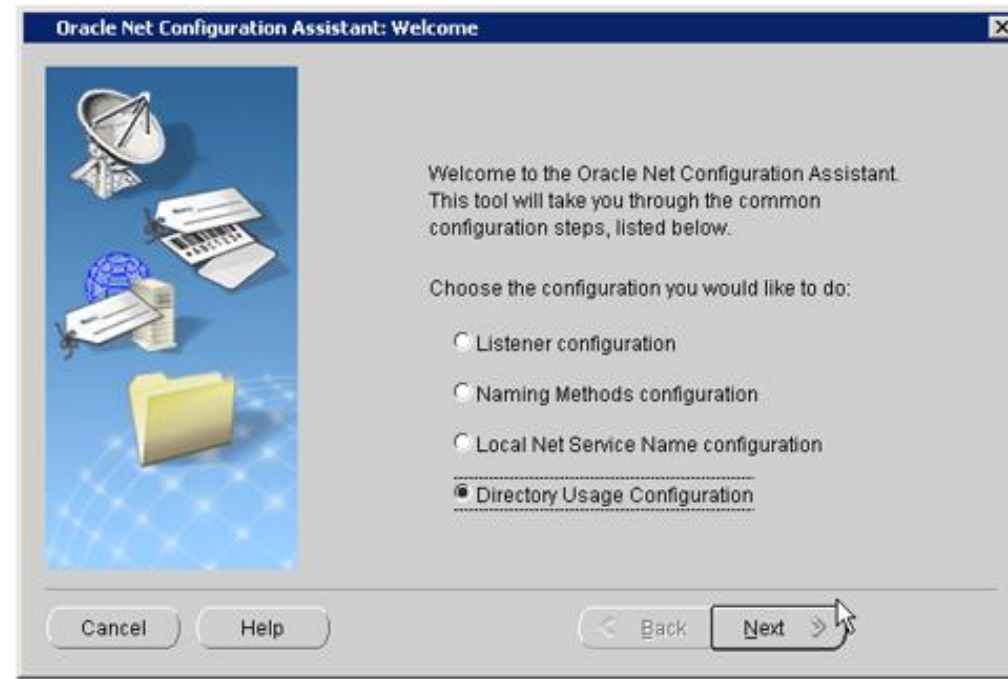 Oracle Net Configuration Assistant: Welcome
Welcome to the Oracle Net Configuration Assistant.
This tool will take you through the common
configuration steps, listed below.
Choose the configuration you would like to do:
Listener configuration
Naming Methods configuration
Local Net Service Name configuration
Directory Usage Configuration
Cancel
Help
Back
Next